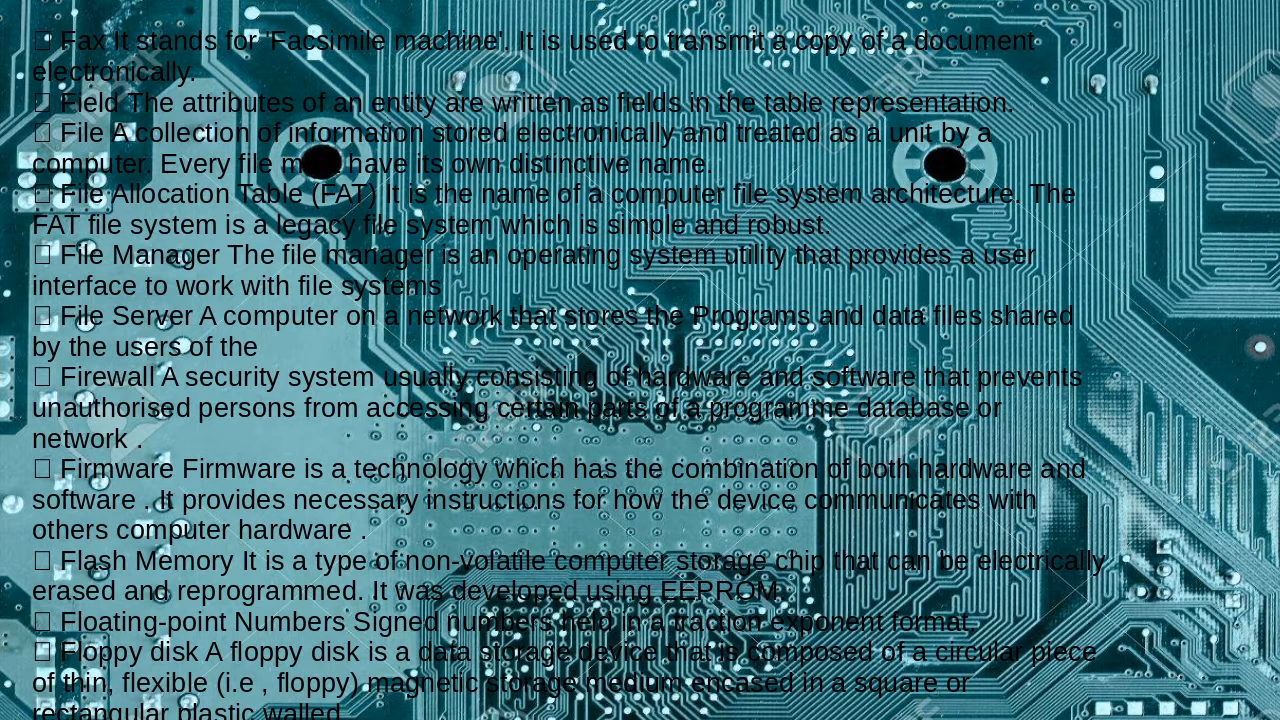 Fax It stands for 'Facsimile machine'. It is used to transmit a copy of a document
electronically.
Field The attributes of an entity are written as fields in the table representation.
File A collection of information stored electronically and treated as a unit by a
computer. Every file have its own distinctive name.
File Allocation Table (FAT) It is the name of a computer file system architecture. The
FAT file system is a legacy file system which is simple and robust.
File Manager The file manager is an operating system utility that provides a user
interface to work with file systems
File Server A computer on a network that stores the Programs and data files shared
by the users of the
Firewall A security system usually consisting of hardware and software that prevents
unauthorised persons from accessing certain parts of a programme database or
network .
Firmware Firmware is a technology which has the combination of both hardware and
software . It provides necessary instructions for how the device communicates with
others computer hardware .
Flash Memory It is a type of non-volatile computer storage chip that can be electrically
erased and reprogrammed. It was developed using EEPROM.
Floating-point Numbers Signed numbers held in a fraction exponent format.
Floppy disk A floppy disk is a data storage device that is composed of a circular piece
of thin, flexible (i.e , floppy) magnetic storage medium encased in a square or
rectangular plastic walled